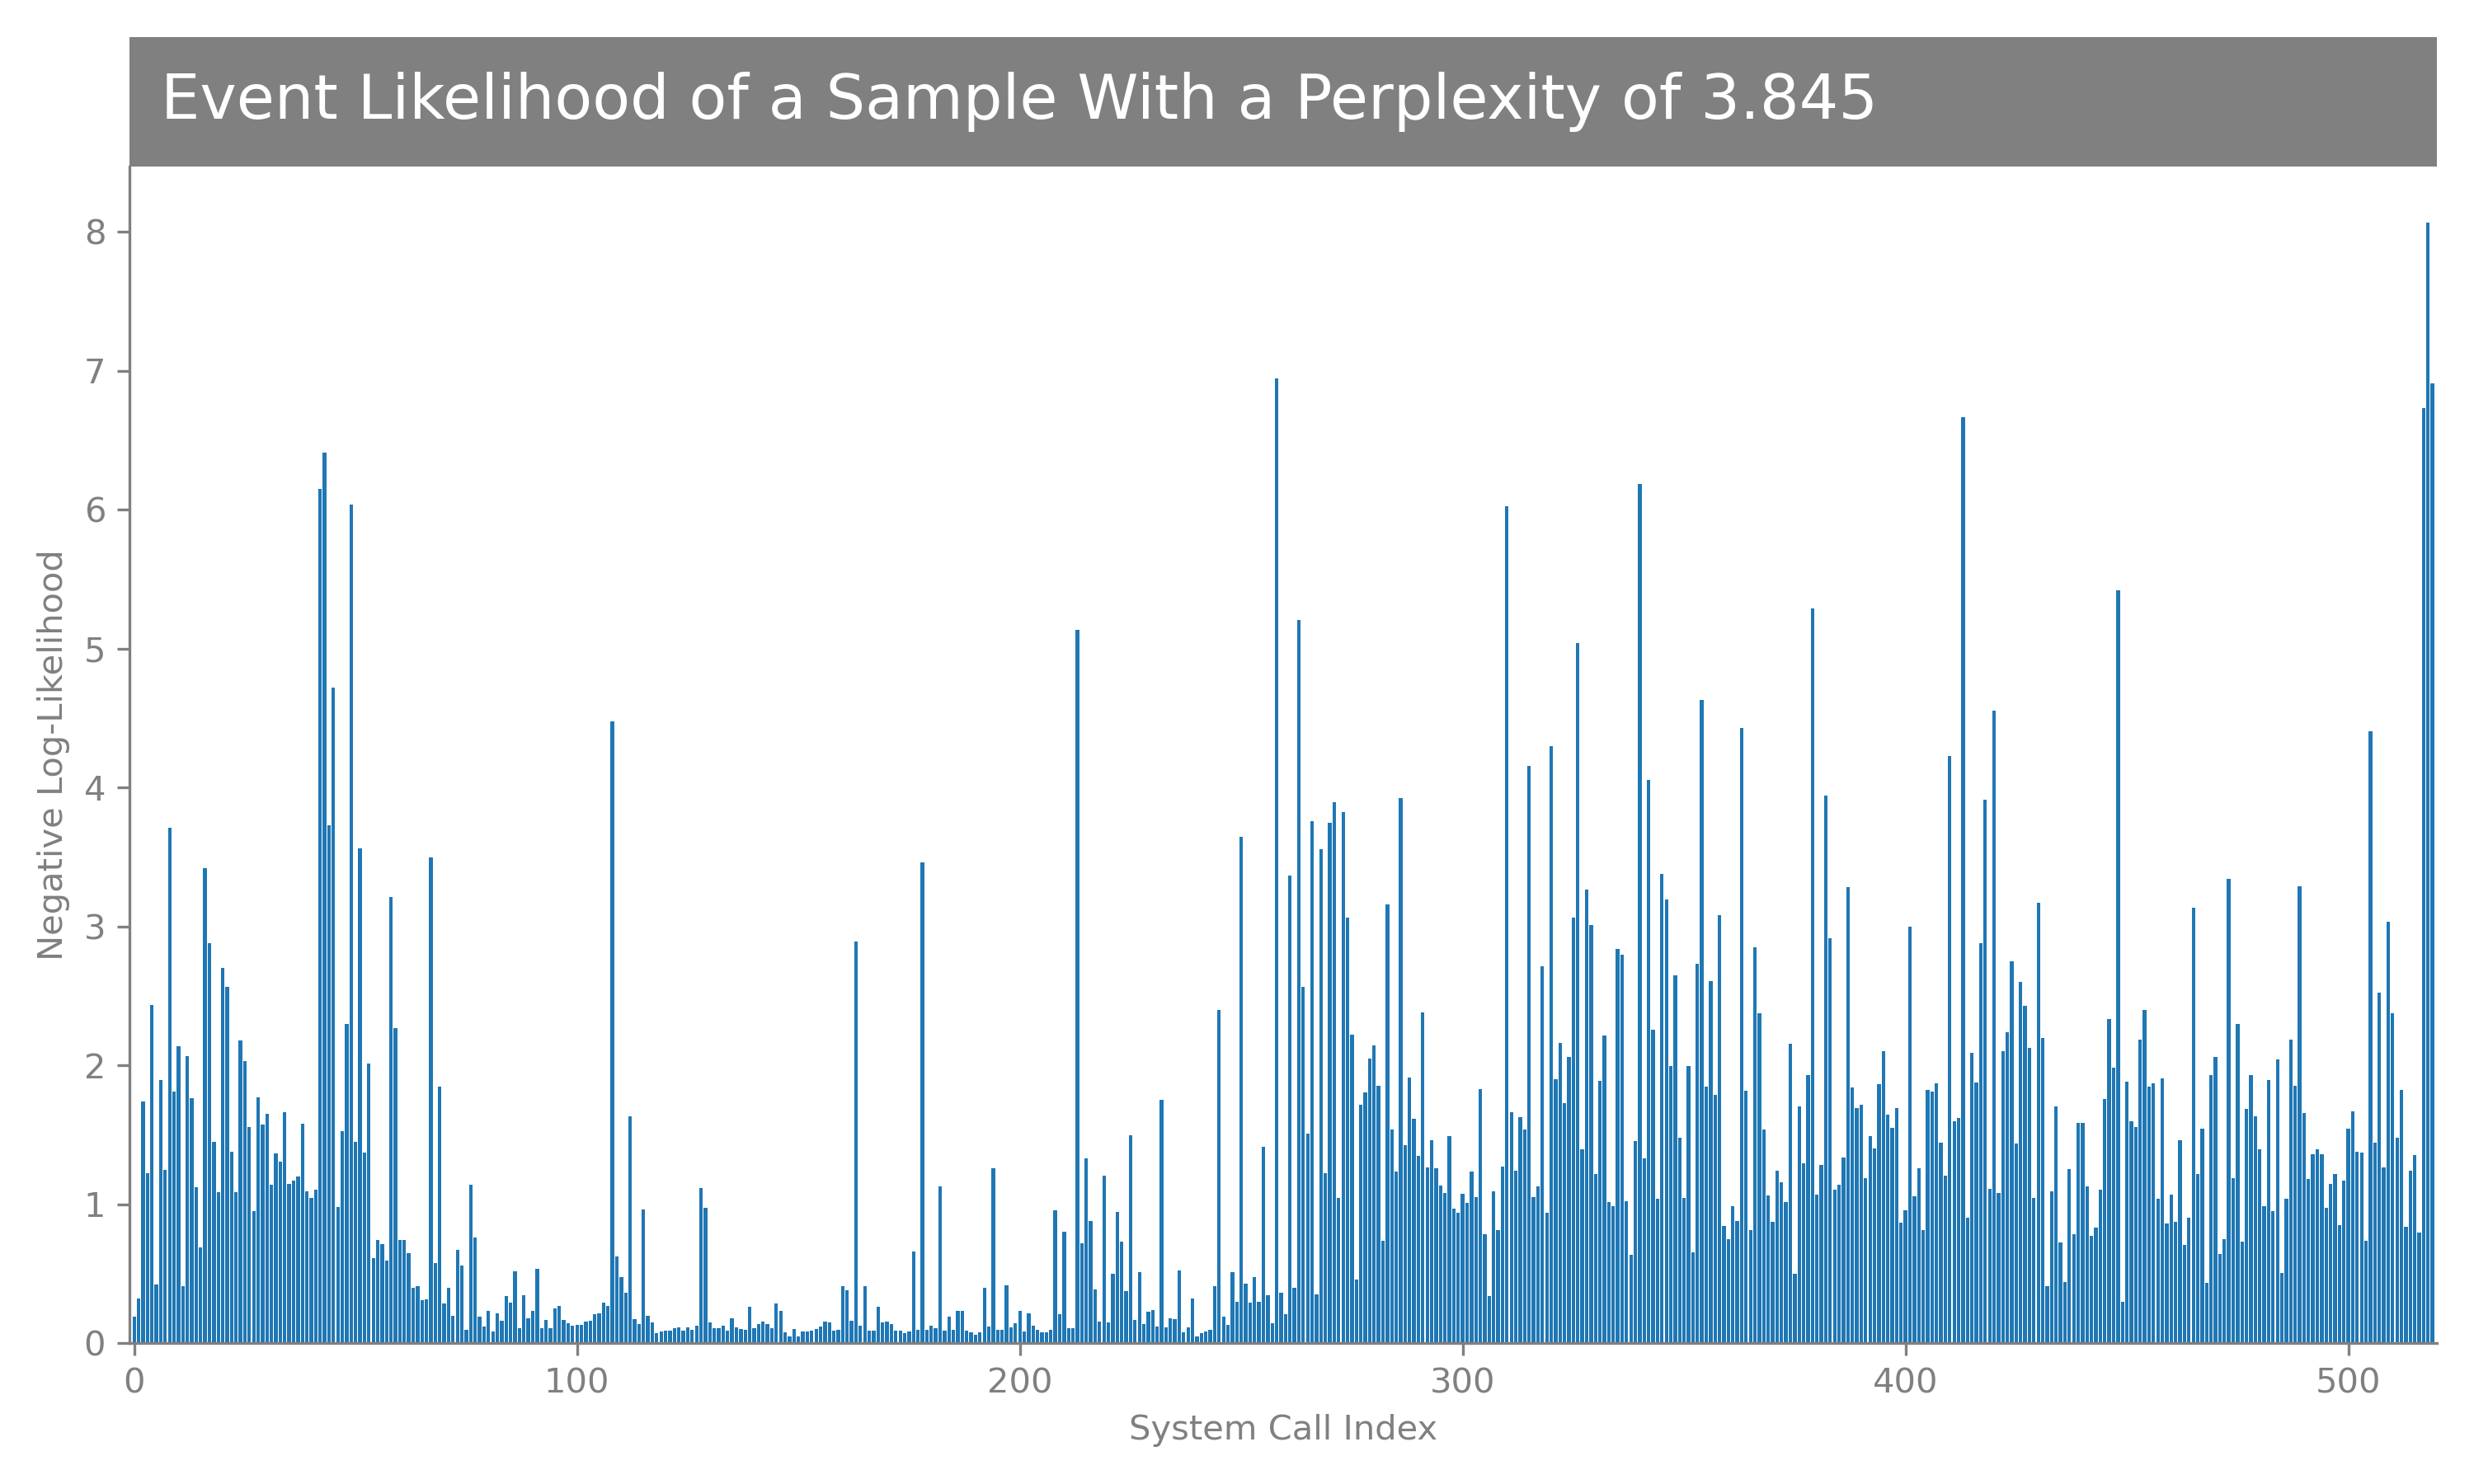 Event Likelihood of a Sample With a Perplexity of 3.845
8
7
6
5
4
3
2
1
0
Negative Log-Likelihood
0 100 200 300 400 500
System Call Index